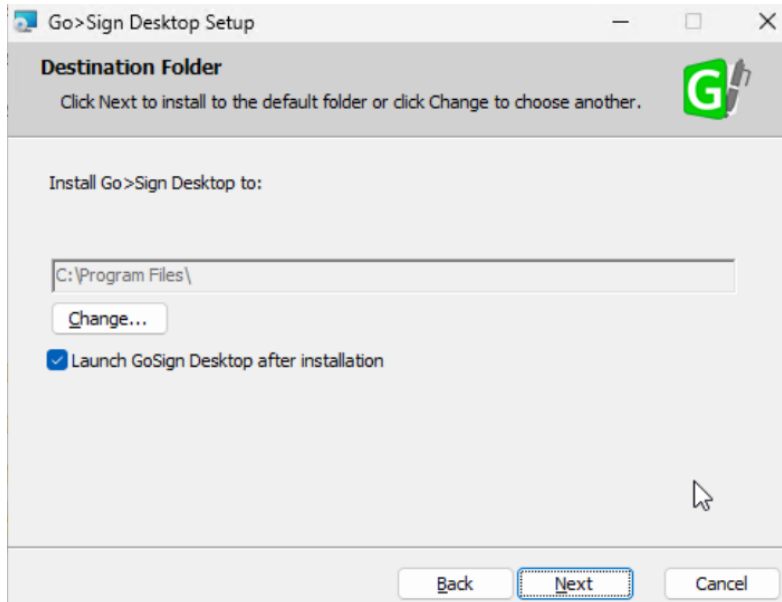 Go>Sign Desktop Setup
Destination Folder
Click Next to install to the default folder or click Change to choose another.
G
Install Go>Sign Desktop to:
C:\Program Files\
Change...
Launch GoSign Desktop after installation
Back
Next
Cancel